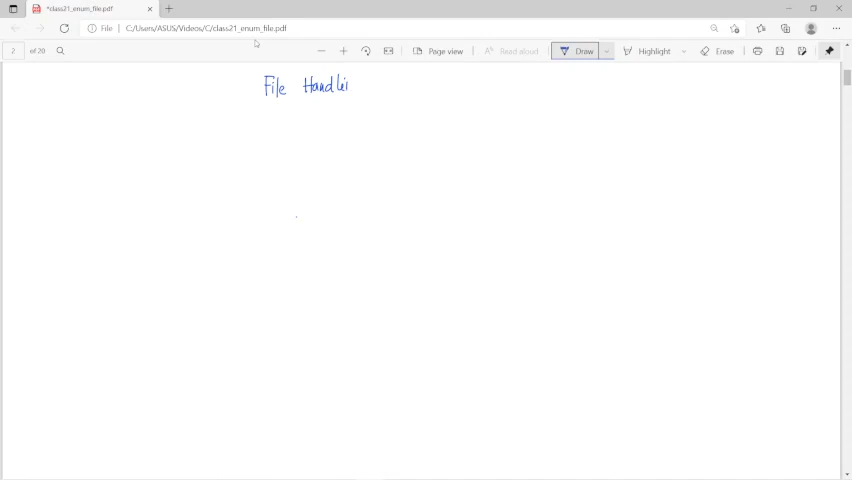 *class21_enum_file.pdf
File C:/Users/ASUS/Videos/C/class21_enum_file.pdf
2 of 20 Page view Read aloud Draw Highlight Erase
File Handli